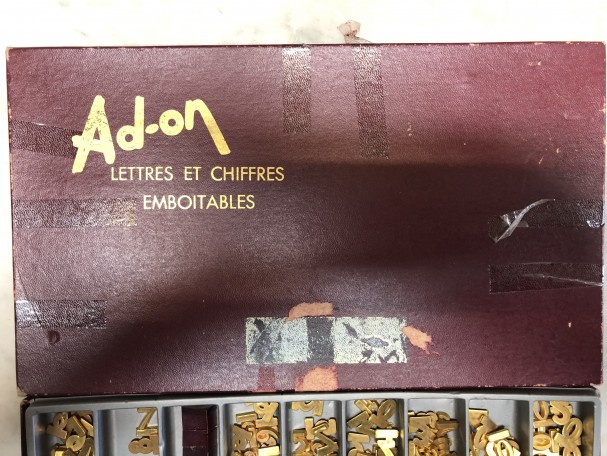 Ad-on
LETTRES ET CHIFFRES
EMBOITABLES
N
&